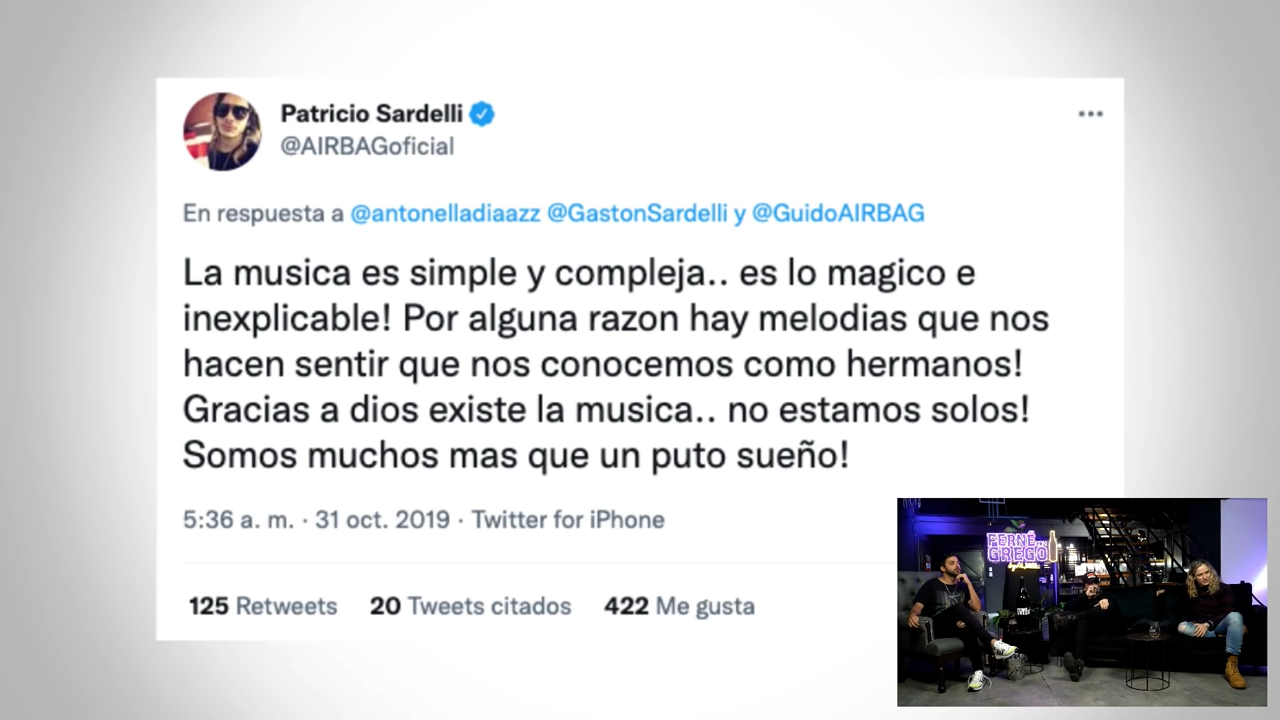 Patricio Sardelli
@AIRBAGoficial
En respuesta a @antonelladiaazz @GastonSardelli y @GuidoAIRBAG
La musica es simple y compleja.. es lo magico e
inexplicable! Por alguna razon hay melodias que nos
hacen sentir que nos conocemos como hermanos!
Gracias a dios existe la musica.. no estamos solos!
Somos muchos mas que un puto sueño!
5:36 a. m. · 31 oct. 2019 · Twitter for iPhone
125 Retweets 20 Tweets citados 422 Me gusta
FERNÉ CON
GREGO